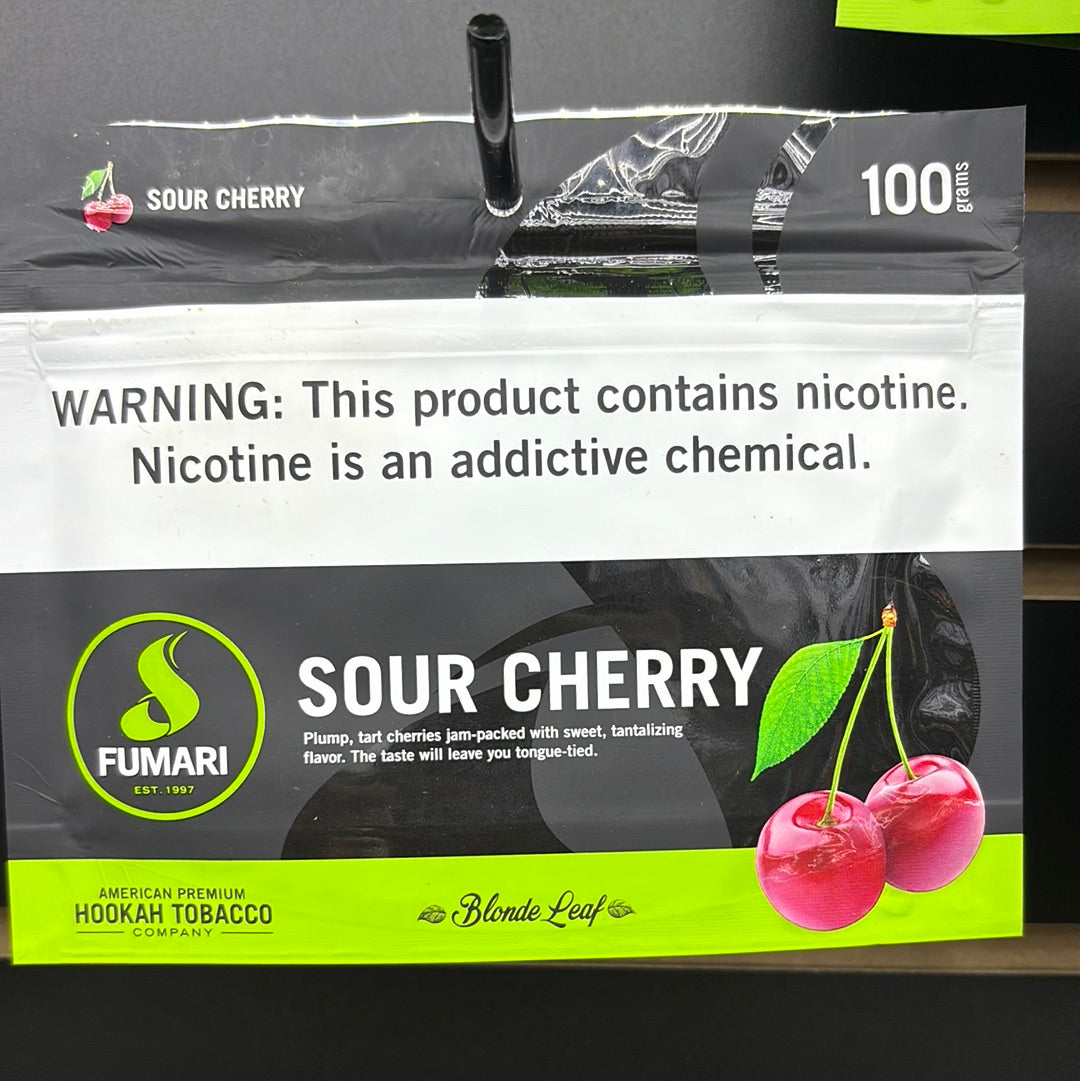 SOUR CHERRY
100 grams
WARNING: This product contains nicotine.
Nicotine is an addictive chemical.
FUMARI
EST. 1997
SOUR CHERRY
Plump, tart cherries jam-packed with sweet, tantalizing
flavor. The taste will leave you tongue-tied.
AMERICAN PREMIUM
HOOKAH TOBACCO
COMPANY
Blonde Leaf